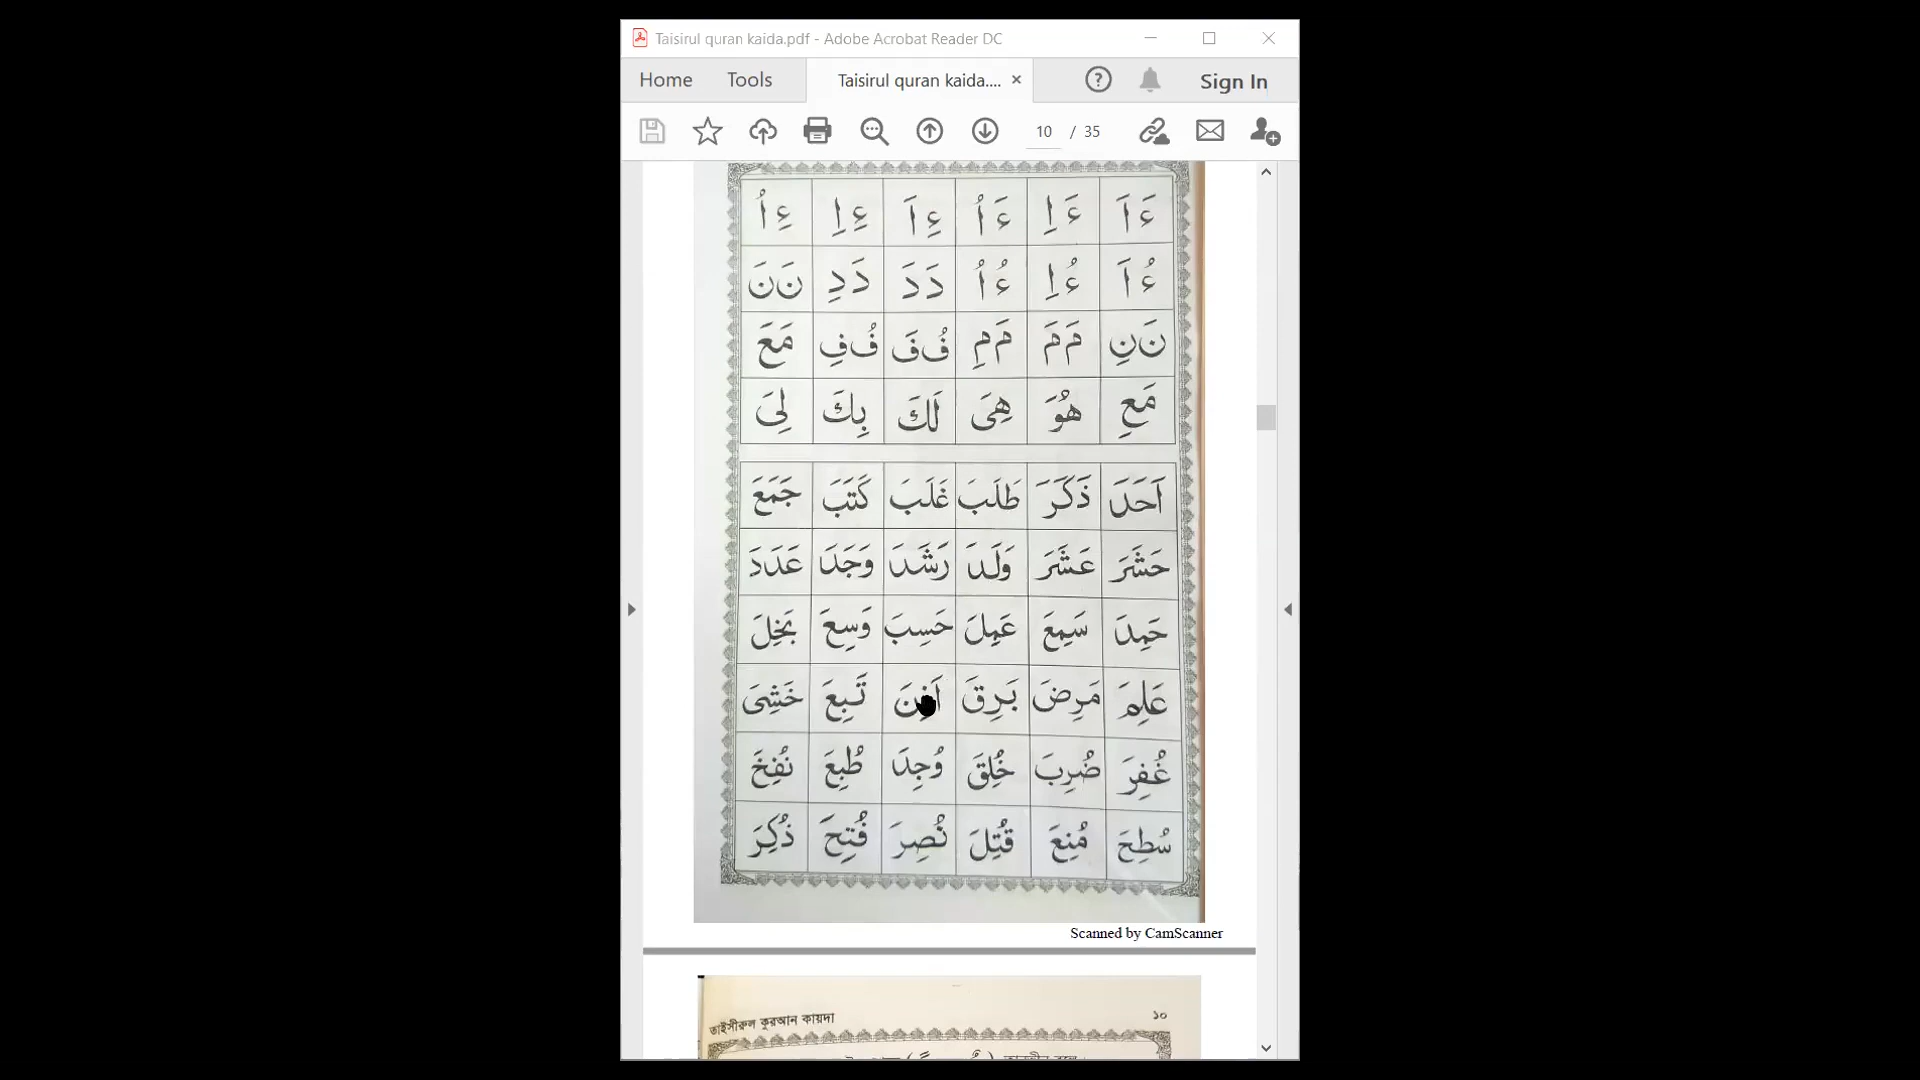 Taisirul quran kaida.pdf - Adobe Acrobat Reader DC
Home Tools Taisirul quran kaida.... × Sign In
10 / 35
ءَ اَ ءَ اِ ءَ اُ ءِ اَ ءِ اِ ءِ اُ
ءُ اَ ءُ اِ ءُ اُ دَ دَ دَ دِ نَ نَ
نَ نِ مَ مَ مَ مِ فُ فَ فُ فِ مَعَ
مَعِ هُوَ هِىَ لَكَ بِكَ لِىَ
اَحَدَ ذَكَرَ طَلَبَ غَلَبَ كَتَبَ جَمَعَ
حَشَرَ عَشَرَ وَلَدَ رَشَدَ وَجَدَ عَدَدَ
حَمِدَ سَمِعَ عَمِلَ حَسِبَ وَسِعَ بَخِلَ
عَلِمَ مَرِضَ بَرِقَ تَبِعَ خَشِىَ
غُفِرَ ضُرِبَ خُلِقَ وُجِدَ طُبِعَ نُفِخَ
سُطِحَ مُنِعَ قُتِلَ نُصِرَ فُتِحَ ذُكِرَ
Scanned by CamScanner
তাইসীরুল কুরআন কায়দা ১০